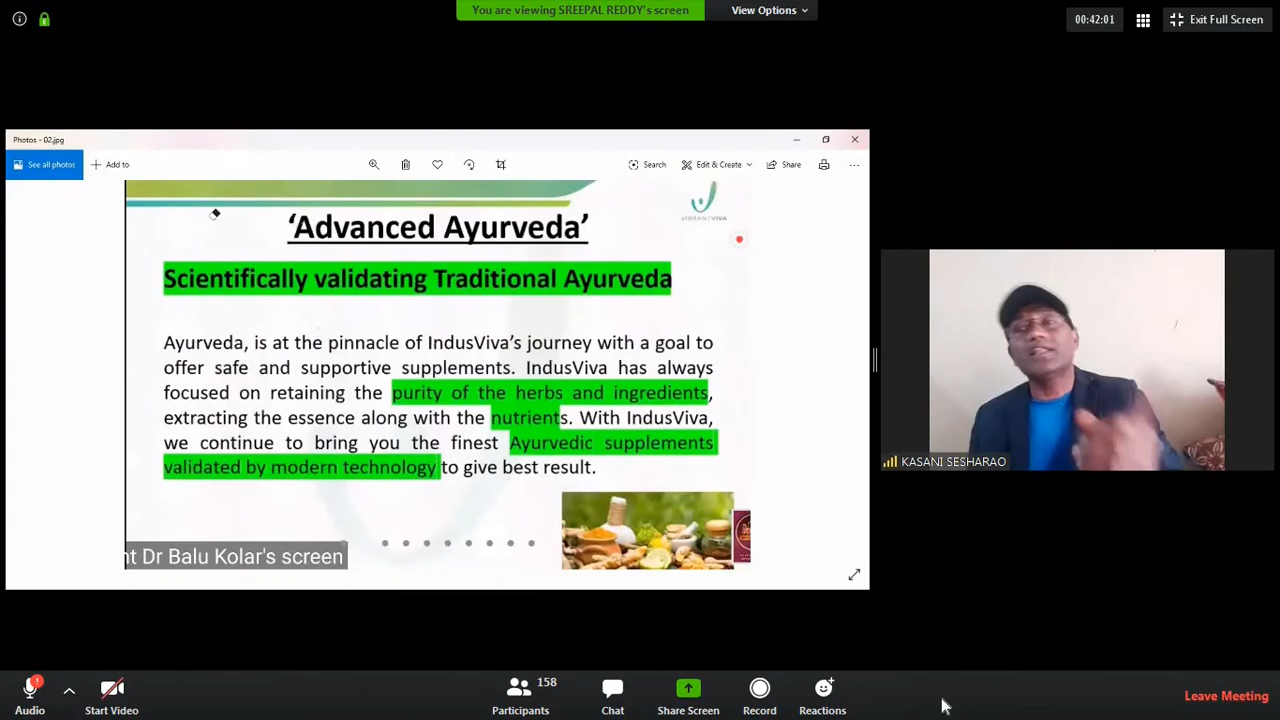 You are viewing SREEPAL REDDY's screen
View Options
00:42:01
Exit Full Screen
Photos - 02.jpg
See all photos
Add to
Search
Edit & Create
Share
VIBRANTVIVA
‘Advanced Ayurveda’
Scientifically validating Traditional Ayurveda
Ayurveda, is at the pinnacle of IndusViva’s journey with a goal to
offer safe and supportive supplements. IndusViva has always
focused on retaining the purity of the herbs and ingredients,
extracting the essence along with the nutrients. With IndusViva,
we continue to bring you the finest Ayurvedic supplements
validated by modern technology to give best result.
nt Dr Balu Kolar's screen
KASANI SESHARAO
Audio
Start Video
158
Participants
Chat
Share Screen
Record
Reactions
Leave Meeting